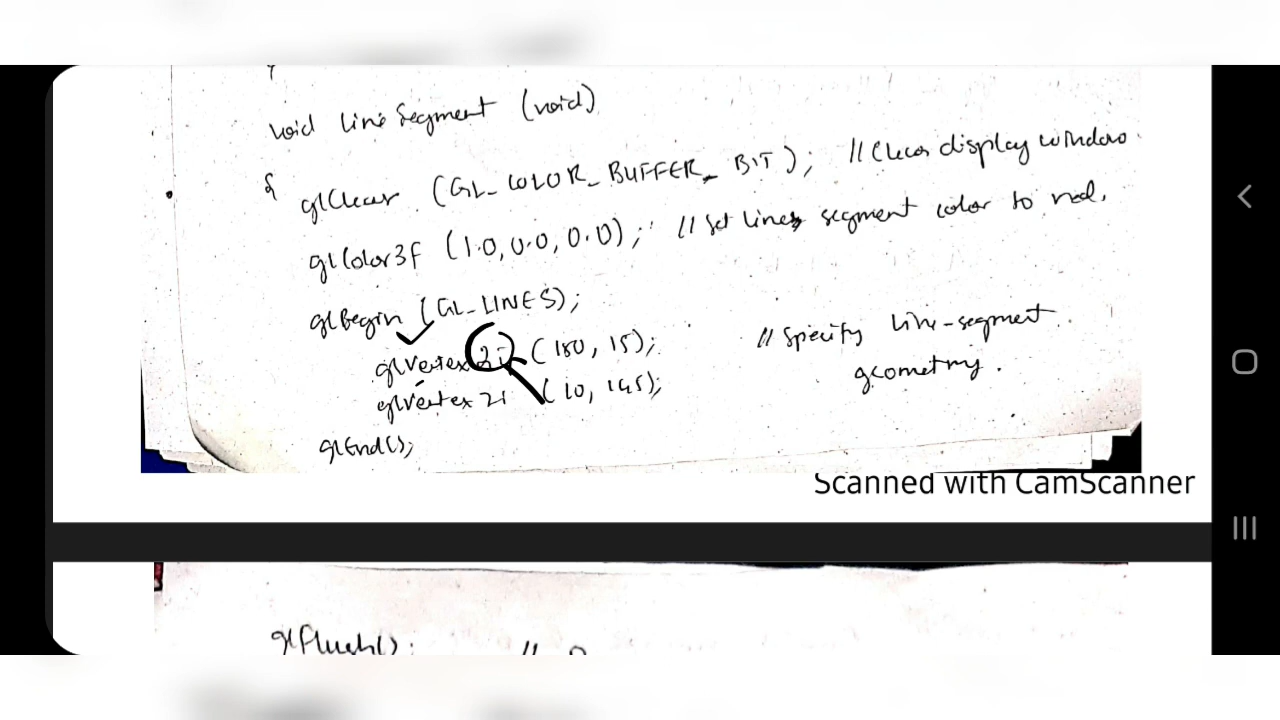 void lineSegment (void)
{ glClear (GL_COLOR_BUFFER_BIT); // Clear display window.
glColor3f (1.0, 0.0, 0.0); // Set line segment color to red.
glBegin (GL_LINES);
glVertex2i (180, 15); // Specify line-segment
glVertex2i (10, 145); geometry.
glEnd();
Scanned with CamScanner
glFlush();